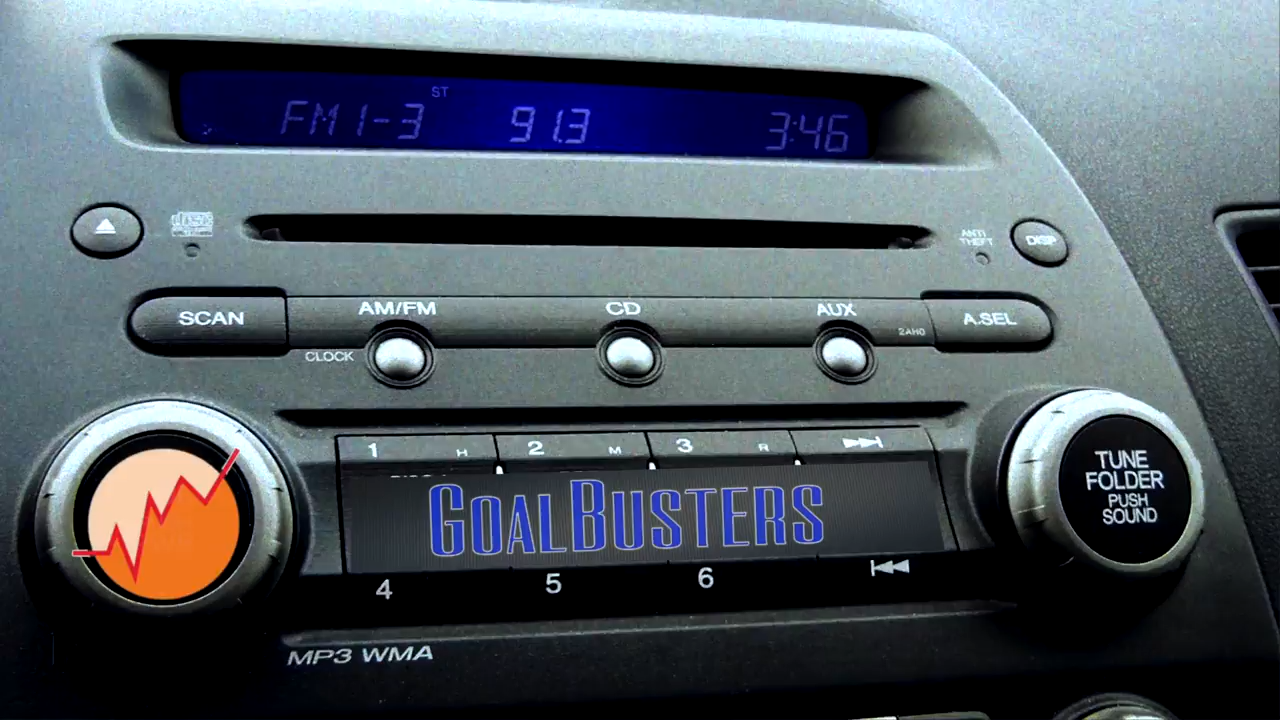 ST
FM1-3 91.3 3:46
ANTI
THEFT
DISP
SCAN
AM/FM
CD
AUX
A.SEL
CLOCK
1 H 2 M 3 R
GOALBUSTERS
4 5 6
TUNE
FOLDER
PUSH
SOUND
MP3 WMA